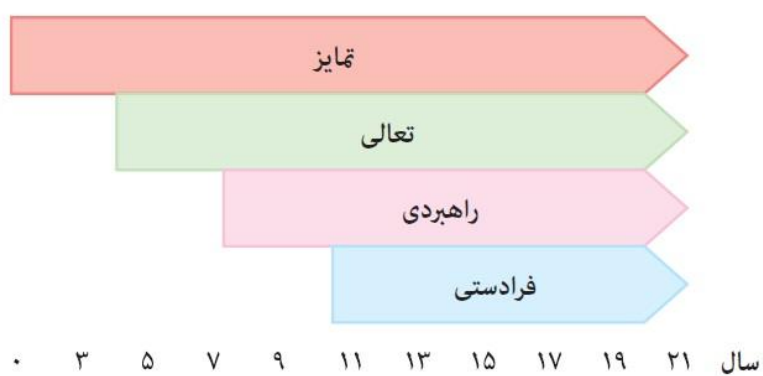 تمایز
تعالی
راهبردی
فرادستی
۰ ۳ ۵ ۷ ۹ ۱۱ ۱۳ ۱۵ ۱۷ ۱۹ ۲۱ سال